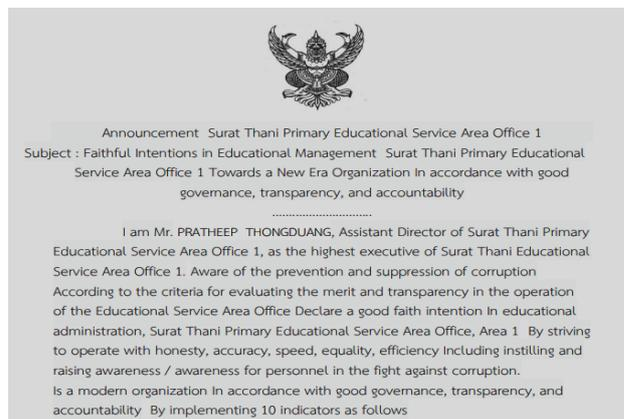 Announcement Surat Thani Primary Educational Service Area Office 1
Subject : Faithful Intentions in Educational Management Surat Thani Primary Educational
Service Area Office 1 Towards a New Era Organization In accordance with good
governance, transparency, and accountability
..............................
I am Mr. PRATHEEP THONGDUANG, Assistant Director of Surat Thani Primary
Educational Service Area Office 1, as the highest executive of Surat Thani Educational
Service Area Office 1. Aware of the prevention and suppression of corruption
According to the criteria for evaluating the merit and transparency in the operation
of the Educational Service Area Office Declare a good faith intention In educational
administration, Surat Thani Primary Educational Service Area Office, Area 1 By striving
to operate with honesty, accuracy, speed, equality, efficiency Including instilling and
raising awareness / awareness for personnel in the fight against corruption.
Is a modern organization In accordance with good governance, transparency, and
accountability By implementing 10 indicators as follows